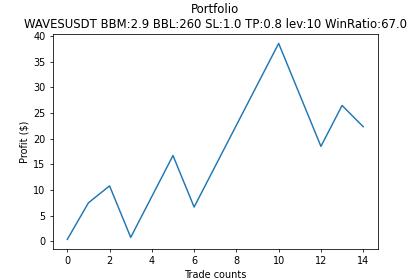 Portfolio
WAVESUSDT BBM:2.9 BBL:260 SL:1.0 TP:0.8 lev:10 WinRatio:67.0
40
35
30
25
20
15
10
5
0
Profit ($)
0 2 4 6 8 10 12 14
Trade counts